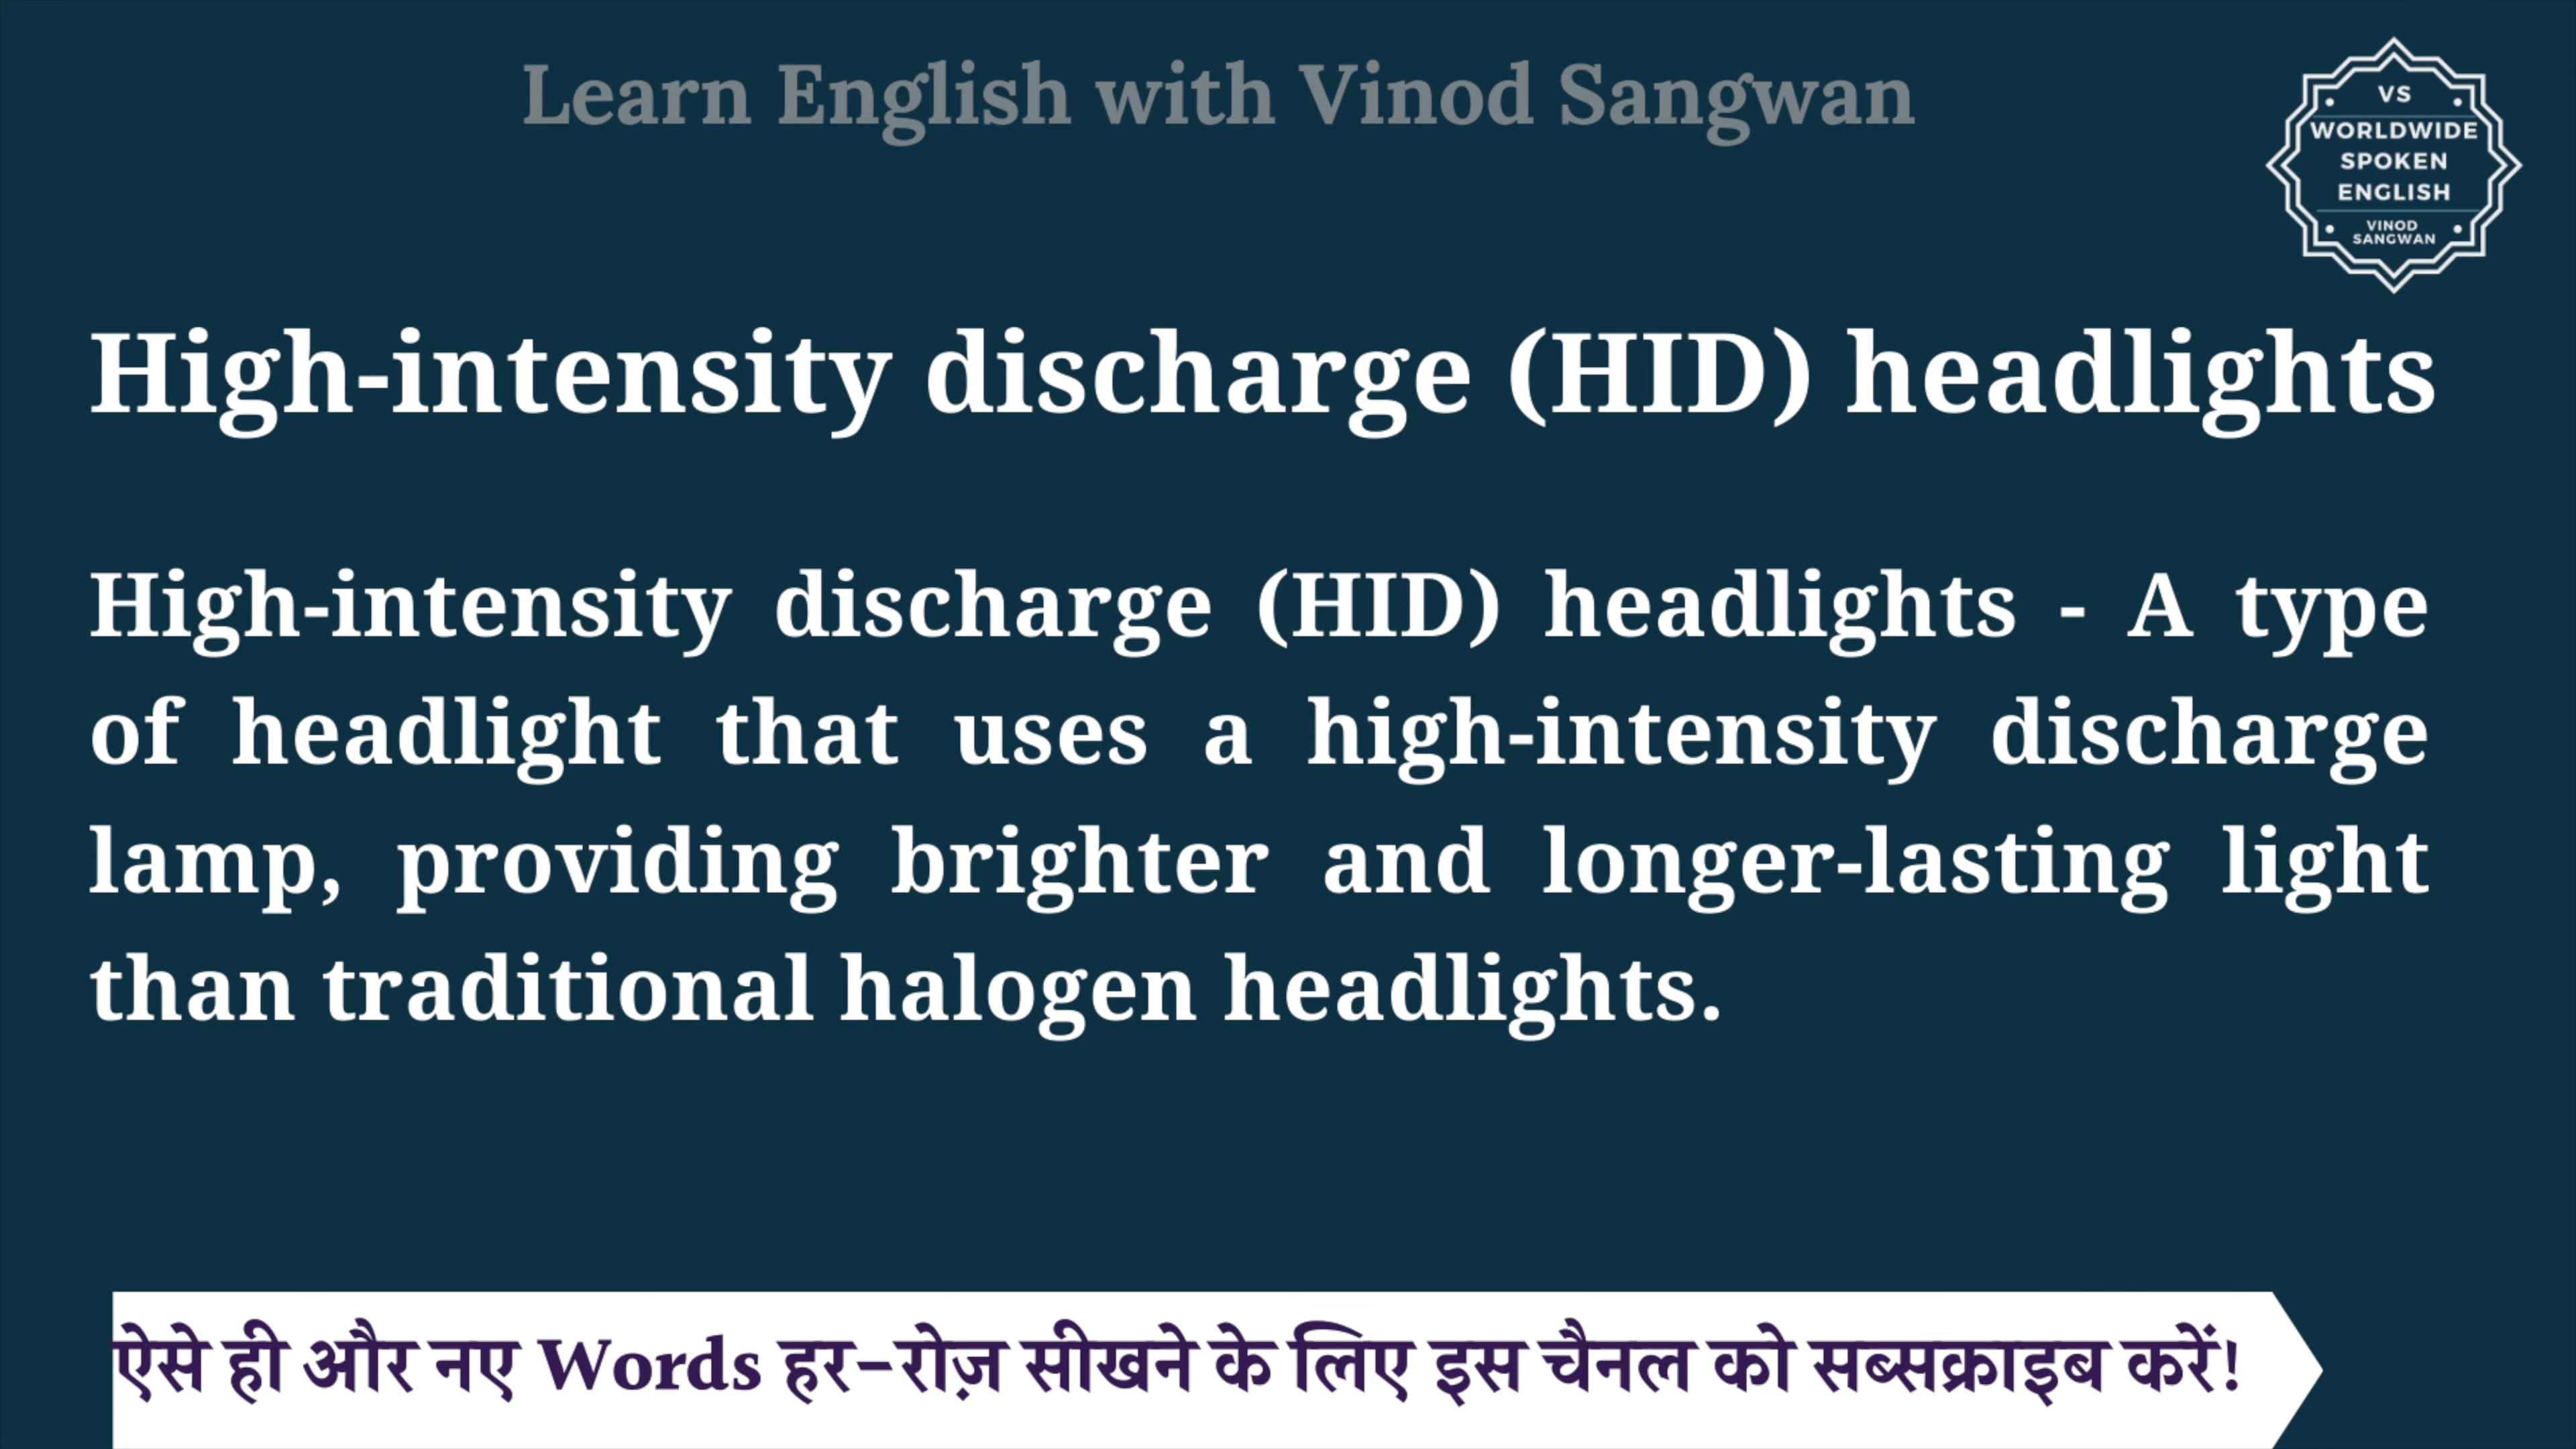 Learn English with Vinod Sangwan
VS
WORLDWIDE
SPOKEN
ENGLISH
VINOD
SANGWAN
High-intensity discharge (HID) headlights
High-intensity discharge (HID) headlights - A type
of headlight that uses a high-intensity discharge
lamp, providing brighter and longer-lasting light
than traditional halogen headlights.
ऐसे ही और नए Words हर-रोज़ सीखने के लिए इस चैनल को सब्सक्राइब करें!